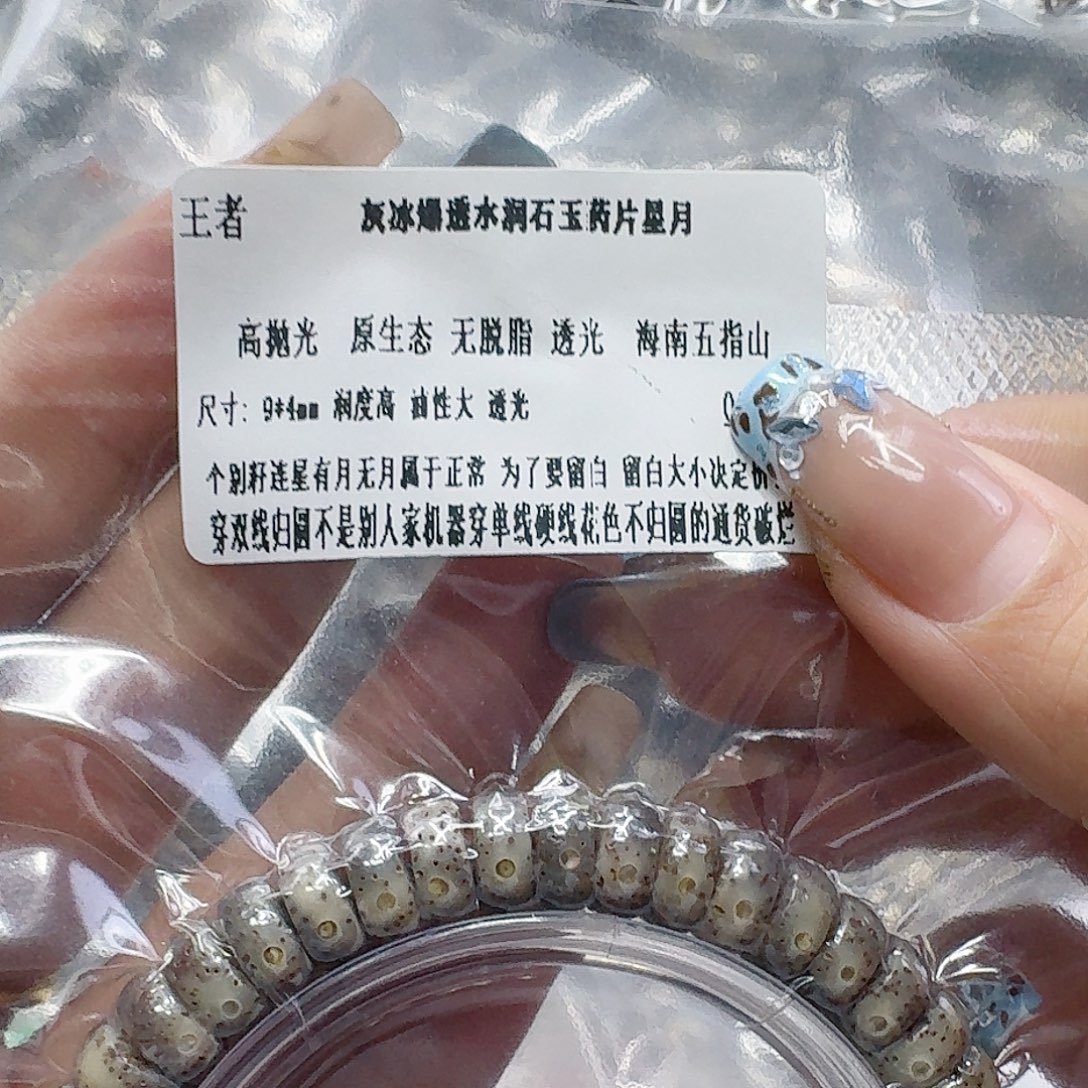 王者 灰冰爆透水润石玉药片星月
高抛光 原生态 无脱脂 透光 海南五指山
尺寸: 9*4mm 润度高 油性大 透光
个别籽连星有月无月属于正常 为了要留白 留白大小决定价
穿双线归圆不是别人家机器穿单线硬线花色不归圆的通货破烂